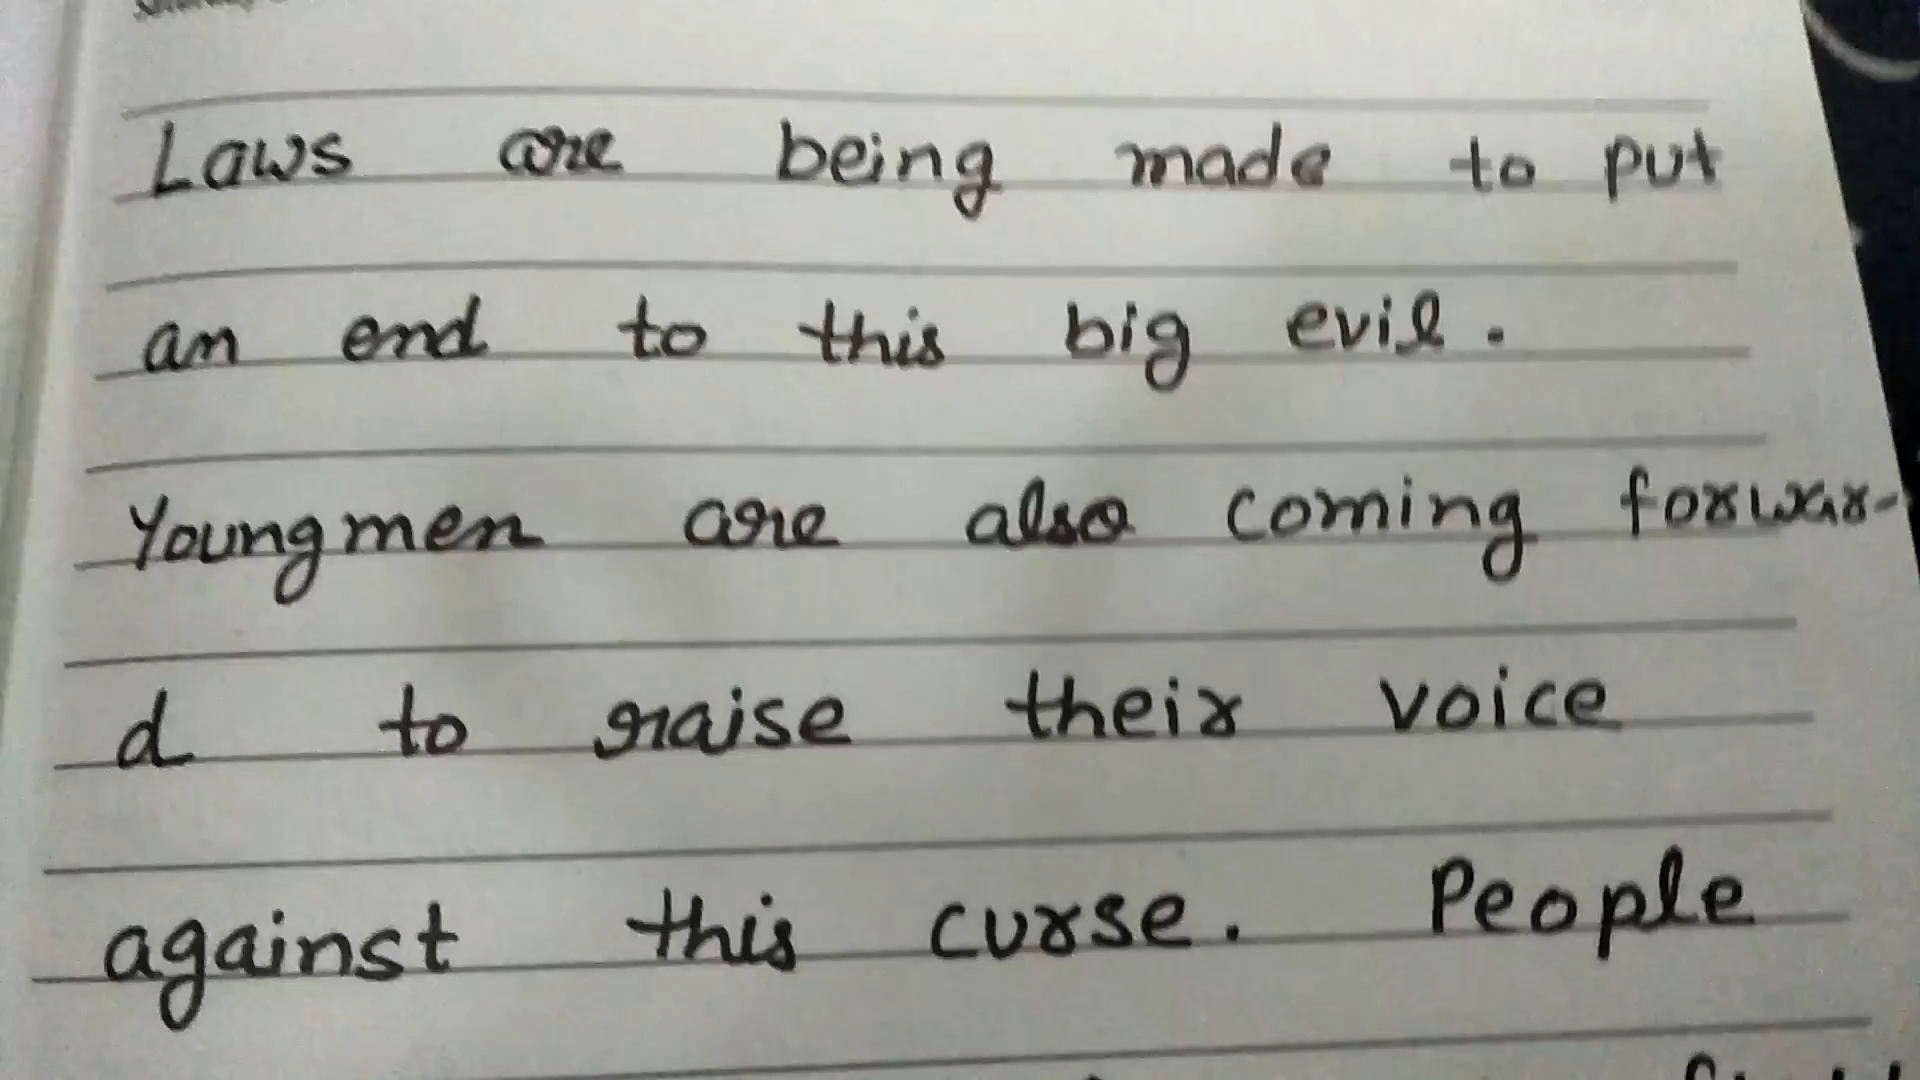 Laws are being made to put
an end to this big evil.
Youngmen are also coming forwar-
d to raise their voice
against this curse. People